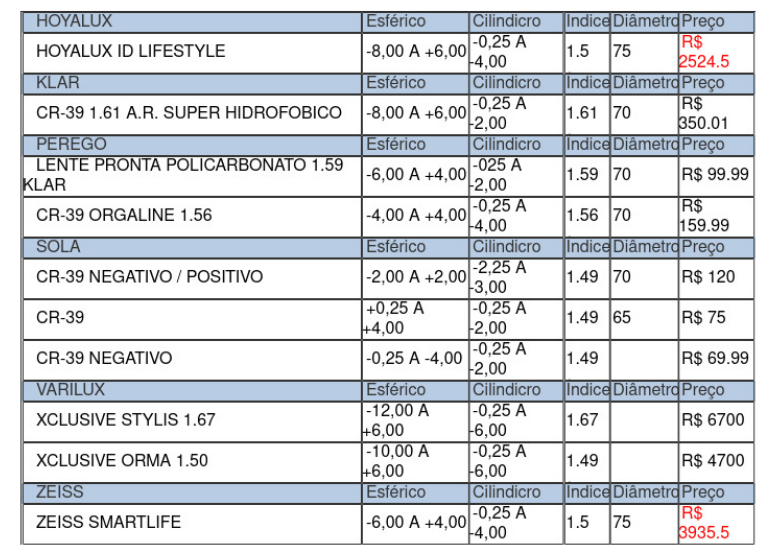 HOYALUX Esférico Cilindicro Indice Diâmetro Preço
HOYALUX ID LIFESTYLE -8,00 A +6,00 -0,25 A -4,00 1.5 75 R$ 2524.5
KLAR Esférico Cilindicro Indice Diâmetro Preço
CR-39 1.61 A.R. SUPER HIDROFOBICO -8,00 A +6,00 -0,25 A -2,00 1.61 70 R$ 350.01
PEREGO Esférico Cilindicro Indice Diâmetro Preço
LENTE PRONTA POLICARBONATO 1.59 KLAR -6,00 A +4,00 -025 A -2,00 1.59 70 R$ 99.99
CR-39 ORGALINE 1.56 -4,00 A +4,00 -0,25 A -4,00 1.56 70 R$ 159.99
SOLA Esférico Cilindicro Indice Diâmetro Preço
CR-39 NEGATIVO / POSITIVO -2,00 A +2,00 -2,25 A -3,00 1.49 70 R$ 120
CR-39 +0,25 A +4,00 -0,25 A -2,00 1.49 65 R$ 75
CR-39 NEGATIVO -0,25 A -4,00 -0,25 A -2,00 1.49 R$ 69.99
VARILUX Esférico Cilindicro Indice Diâmetro Preço
XCLUSIVE STYLIS 1.67 -12,00 A +6,00 -0,25 A -6,00 1.67 R$ 6700
XCLUSIVE ORMA 1.50 -10,00 A +6,00 -0,25 A -6,00 1.49 R$ 4700
ZEISS Esférico Cilindicro Indice Diâmetro Preço
ZEISS SMARTLIFE -6,00 A +4,00 -0,25 A -4,00 1.5 75 R$ 3935.5